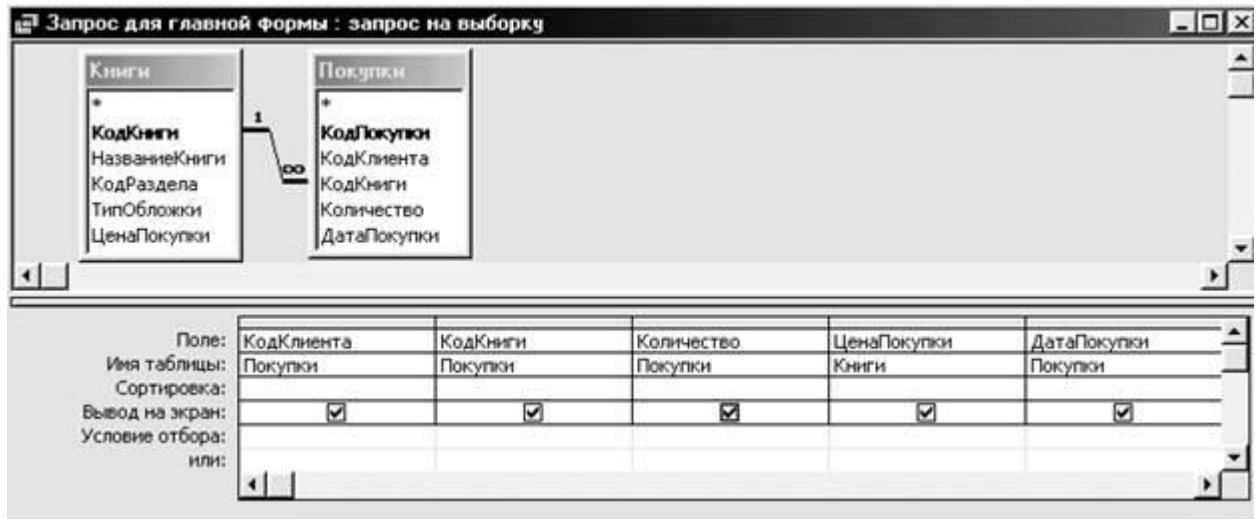 Запрос для главной формы : запрос на выборку
Книги
*
КодКниги
НазваниеКниги
КодРаздела
ТипОбложки
ЦенаПокупки
1
∞
Покупки
*
КодПокупки
КодКлиента
КодКниги
Количество
ДатаПокупки
Поле: КодКлиента КодКниги Количество ЦенаПокупки ДатаПокупки
Имя таблицы: Покупки Покупки Покупки Книги Покупки
Сортировка:
Вывод на экран:
Условие отбора:
или: